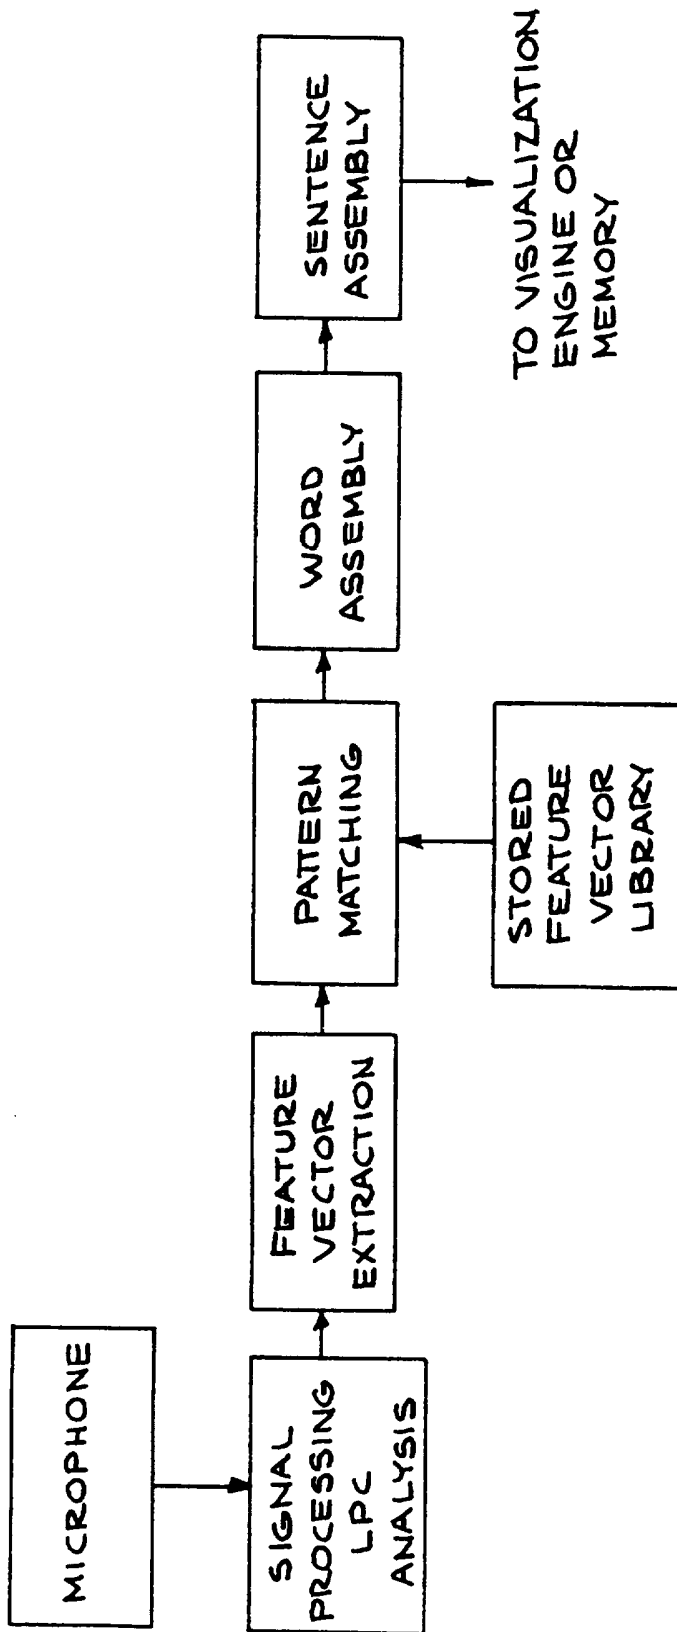 MICROPHONE
SIGNAL
PROCESSING
LPC
ANALYSIS
FEATURE
VECTOR
EXTRACTION
PATTERN
MATCHING
STORED
FEATURE
VECTOR
LIBRARY
WORD
ASSEMBLY
SENTENCE
ASSEMBLY
TO VISUALIZATION
ENGINE OR
MEMORY